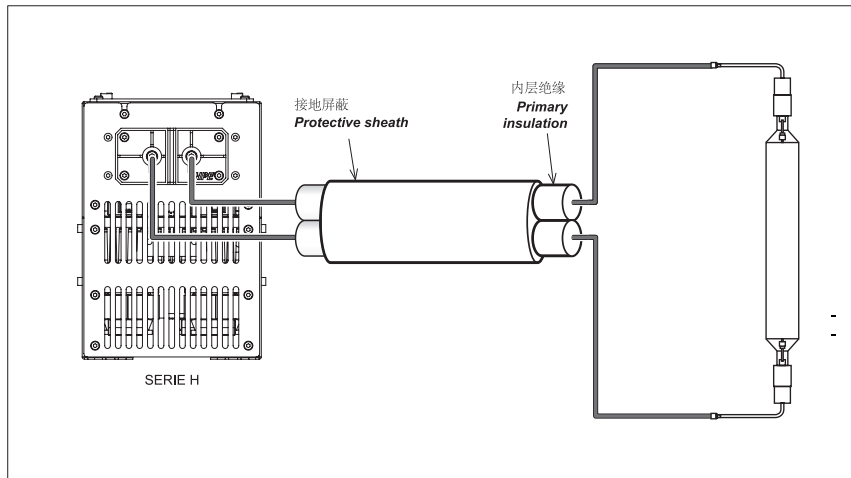 接地屏蔽
Protective sheath
内层绝缘
Primary
insulation
SERIE H